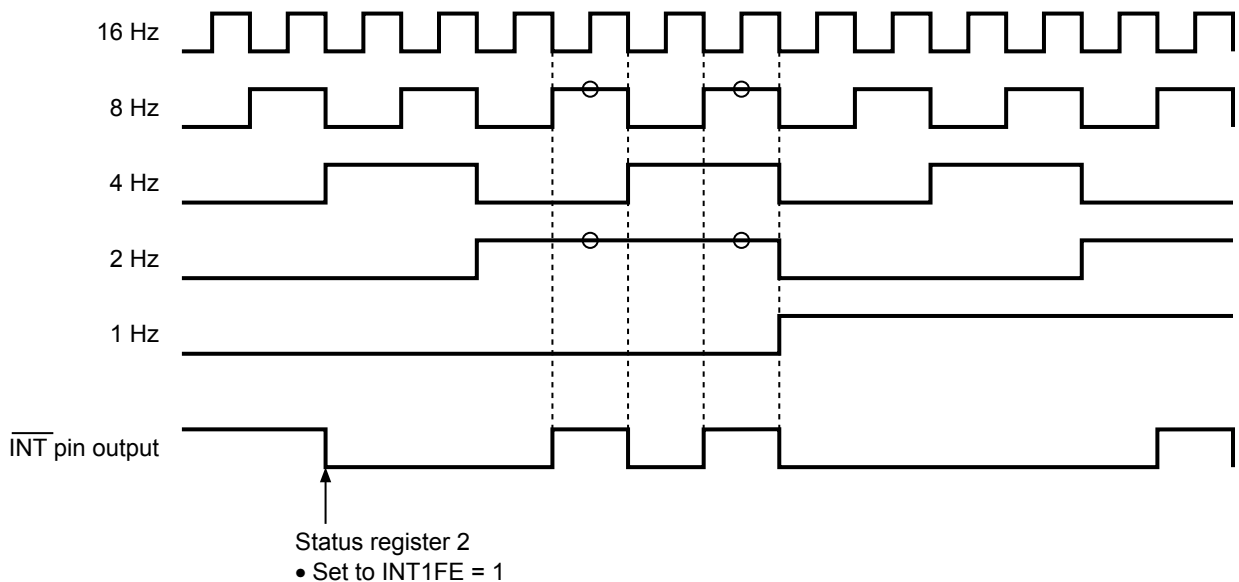 16 Hz
8 Hz
4 Hz
2 Hz
1 Hz
INT pin output
Status register 2
• Set to INT1FE = 1